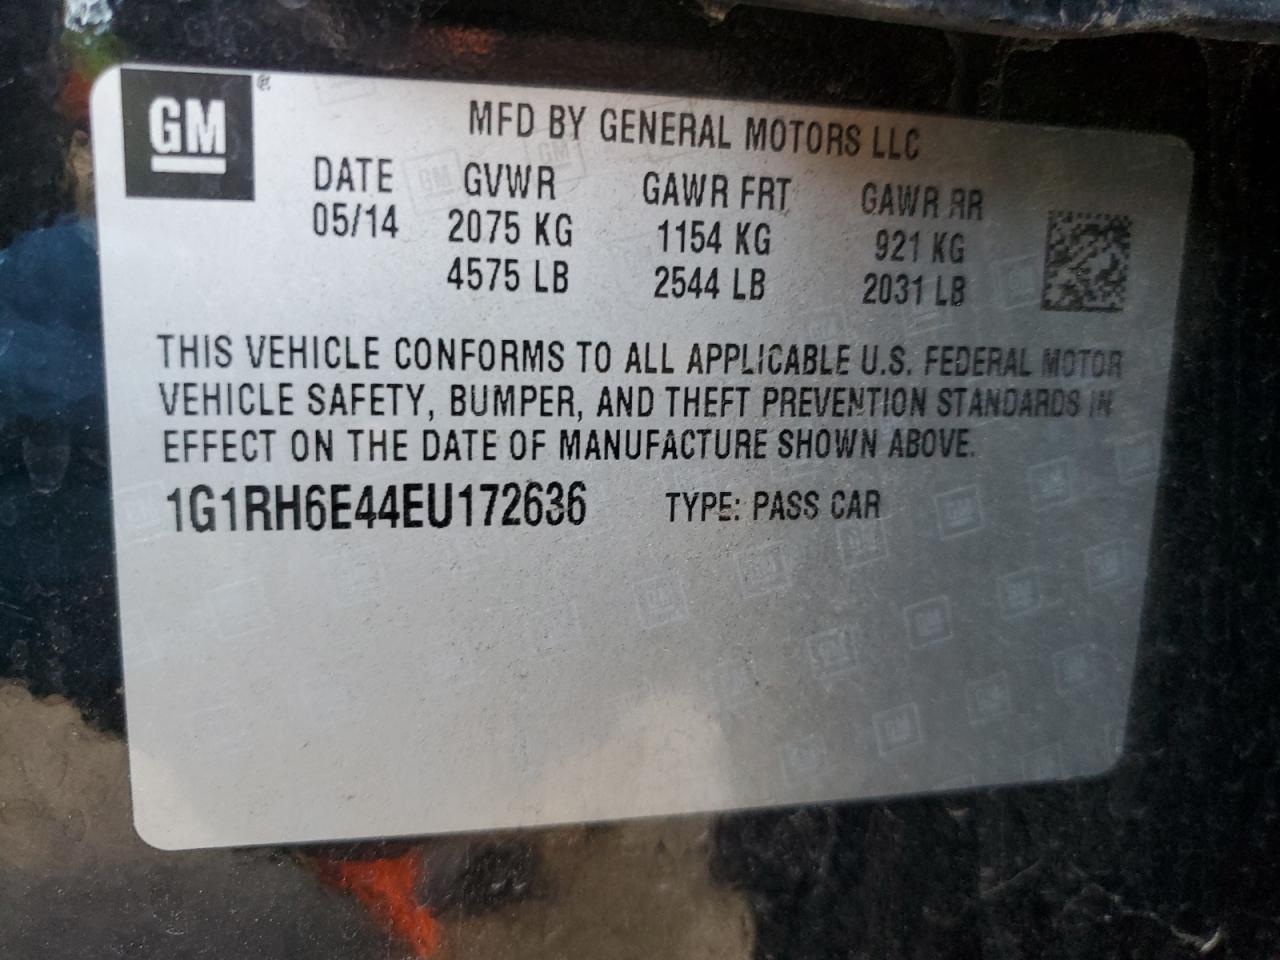 GM®
MFD BY GENERAL MOTORS LLC
DATE GVWR GAWR FRT GAWR RR
05/14 2075 KG 1154 KG 921 KG
4575 LB 2544 LB 2031 LB
THIS VEHICLE CONFORMS TO ALL APPLICABLE U.S. FEDERAL MOTOR
VEHICLE SAFETY, BUMPER, AND THEFT PREVENTION STANDARDS IN
EFFECT ON THE DATE OF MANUFACTURE SHOWN ABOVE.
1G1RH6E44EU172636 TYPE: PASS CAR